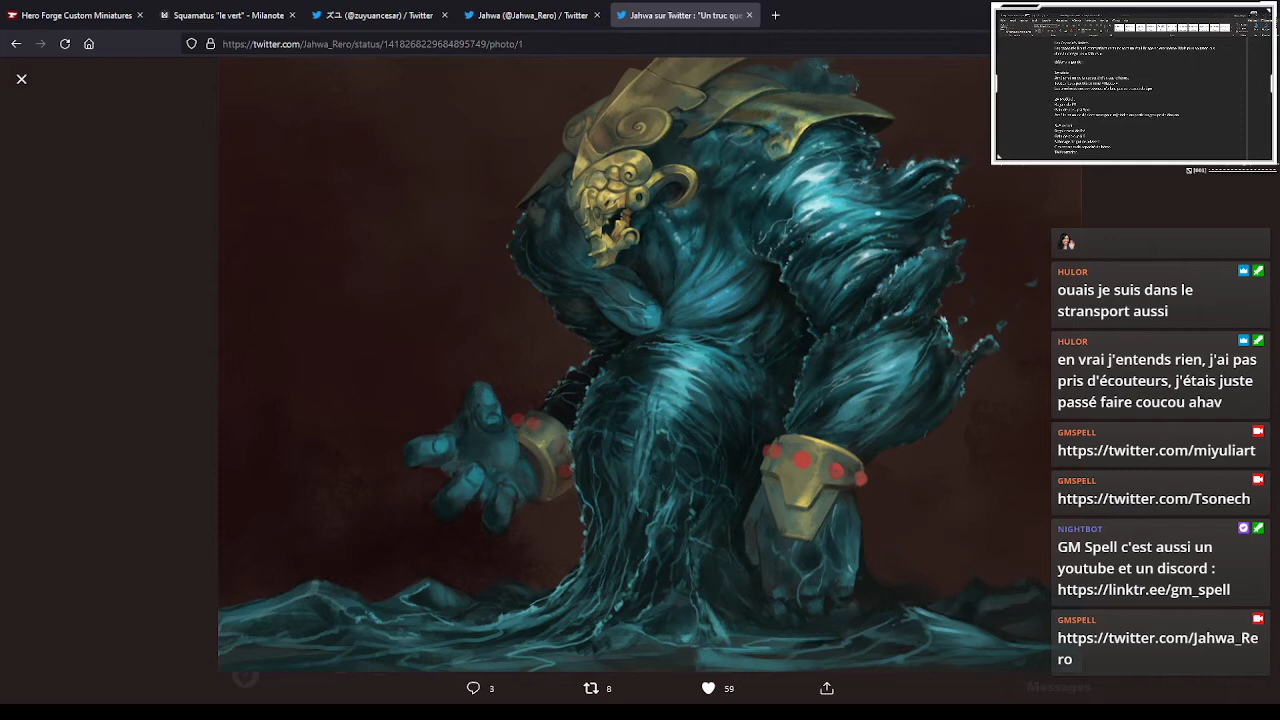 Hero Forge Custom Miniatures
Squamatus "le vert" - Milanote
ズユ (@zuyuancesar) / Twitter
Jahwa (@Jahwa_Rero) / Twitter
Jahwa sur Twitter : "Un truc que
https://twitter.com/Jahwa_Rero/status/1418268229684895749/photo/1
HULOR
ouais je suis dans le
stransport aussi
HULOR
en vrai j'entends rien, j'ai pas
pris d'écouteurs, j'étais juste
passé faire coucou ahav
GMSPELL
https://twitter.com/miyuliart
GMSPELL
https://twitter.com/Tsonech
NIGHTBOT
GM Spell c'est aussi un
youtube et un discord :
https://linktr.ee/gm_spell
GMSPELL
https://twitter.com/Jahwa_Re
ro
3
8
59
Messages